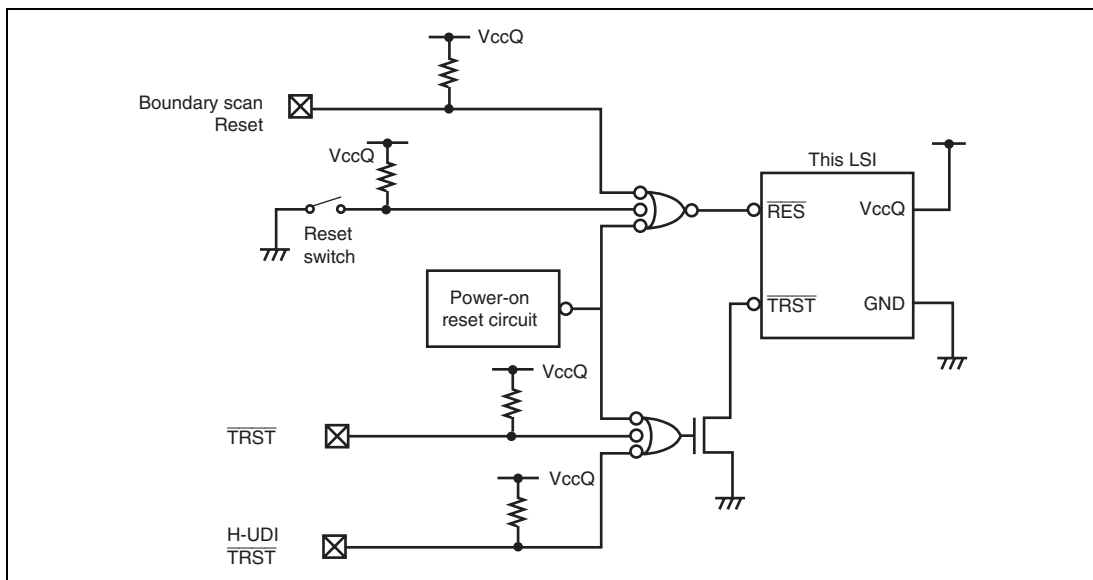 VccQ
Boundary scan
Reset
VccQ
This LSI
RES
VccQ
Reset
switch
Power-on
reset circuit
TRST
GND
VccQ
TRST
VccQ
H-UDI
TRST